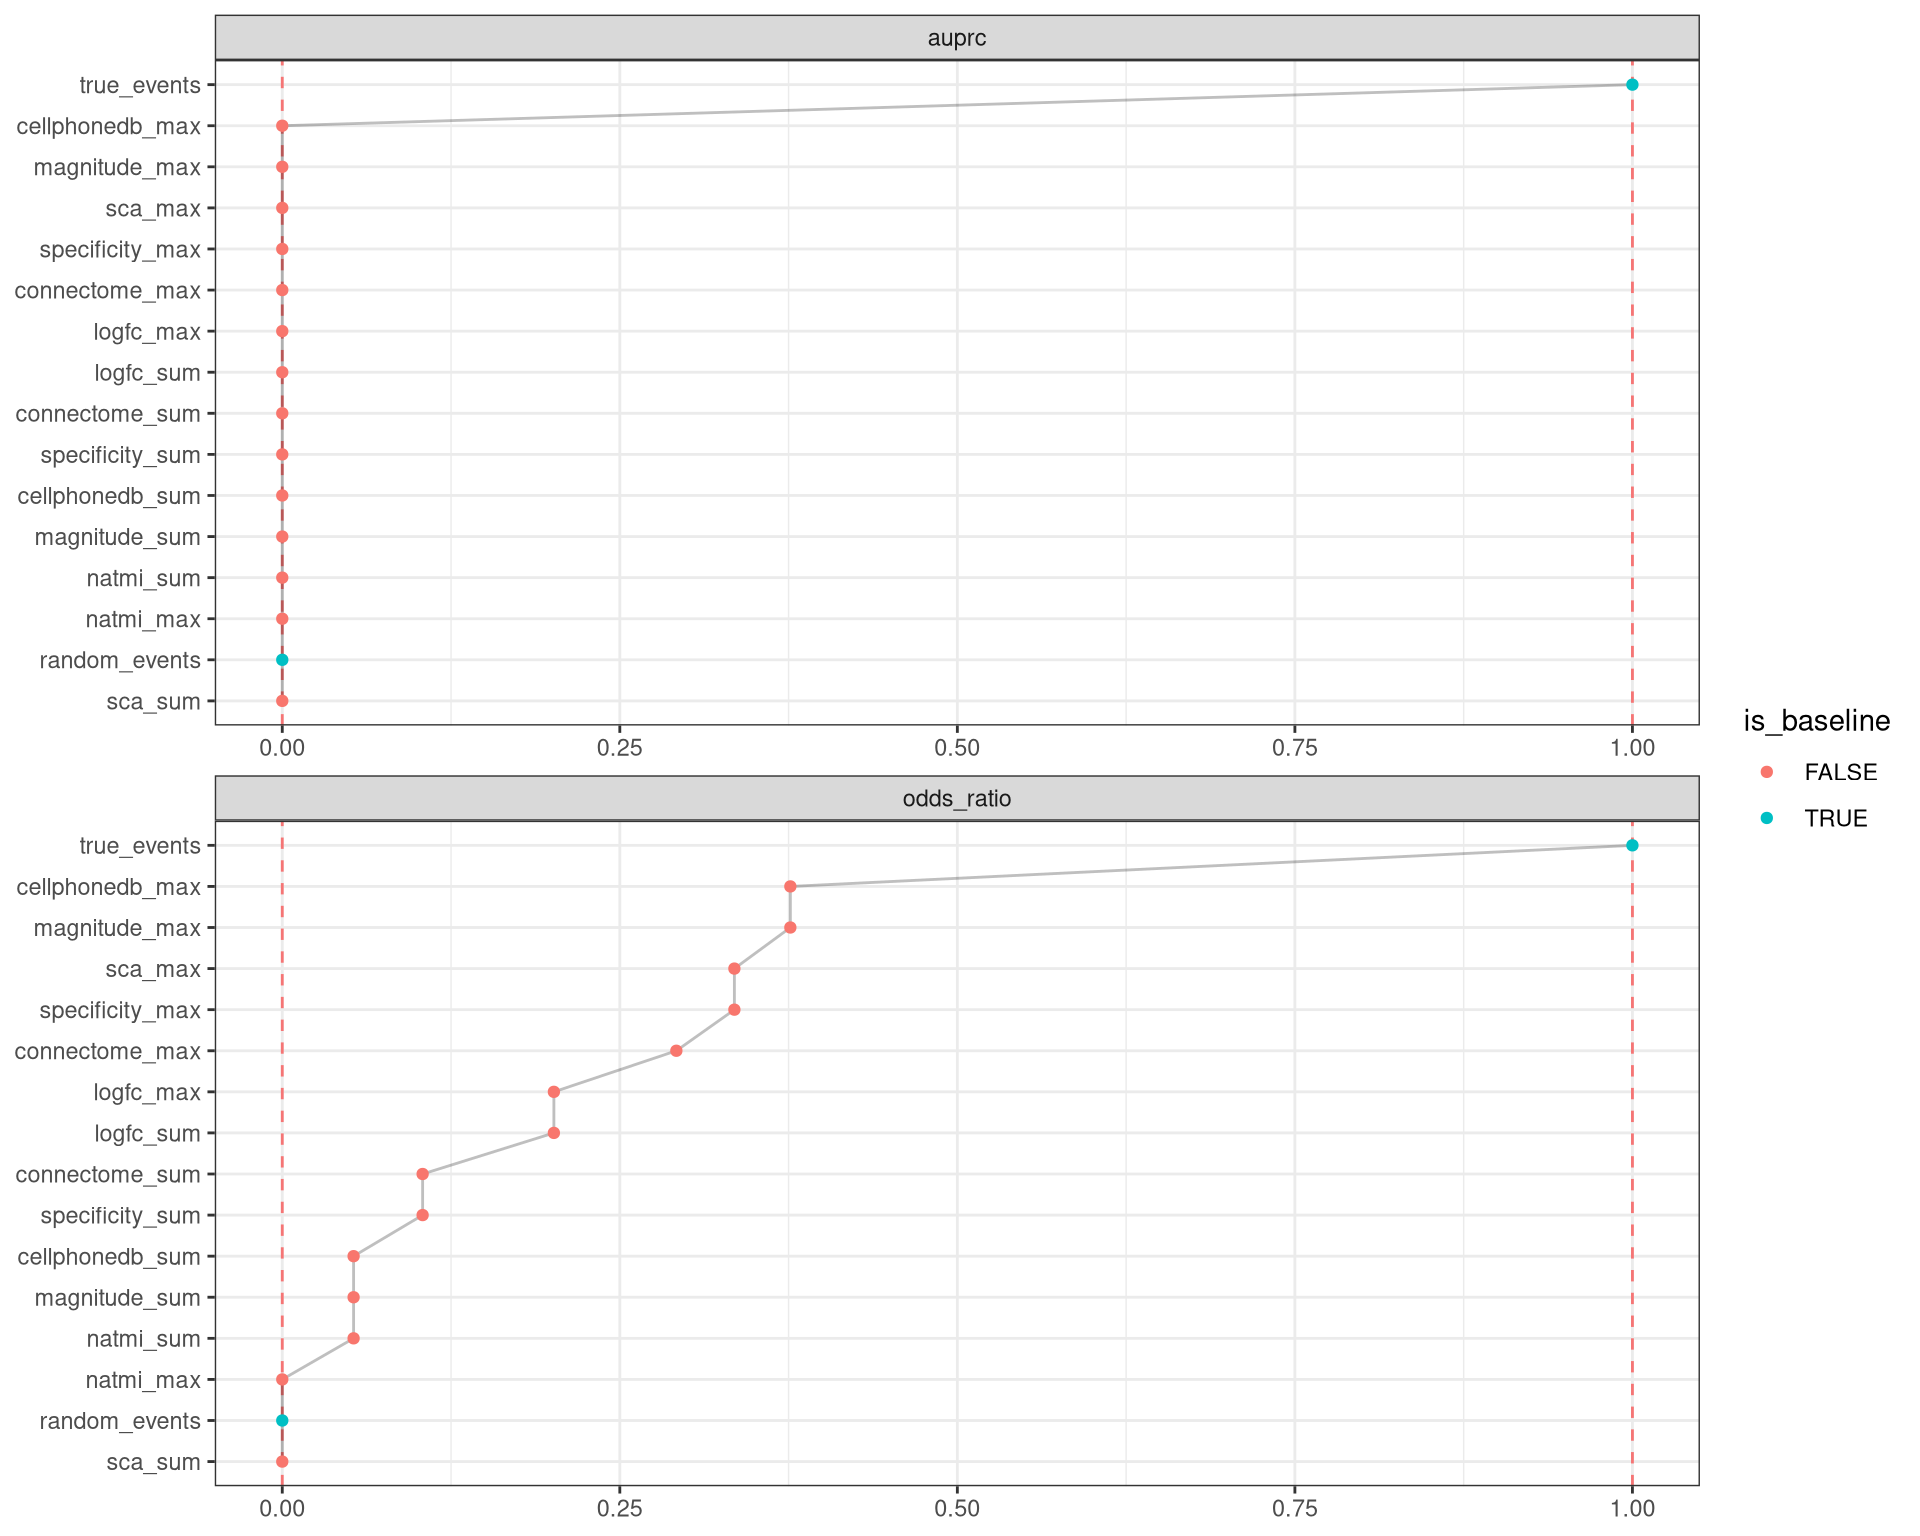 auprc
true_events
cellphonedb_max
magnitude_max
sca_max
specificity_max
connectome_max
logfc_max
logfc_sum
connectome_sum
specificity_sum
cellphonedb_sum
magnitude_sum
natmi_sum
natmi_max
random_events
sca_sum
0.00 0.25 0.50 0.75 1.00
odds_ratio
true_events
cellphonedb_max
magnitude_max
sca_max
specificity_max
connectome_max
logfc_max
logfc_sum
connectome_sum
specificity_sum
cellphonedb_sum
magnitude_sum
natmi_sum
natmi_max
random_events
sca_sum
0.00 0.25 0.50 0.75 1.00
is_baseline
FALSE
TRUE